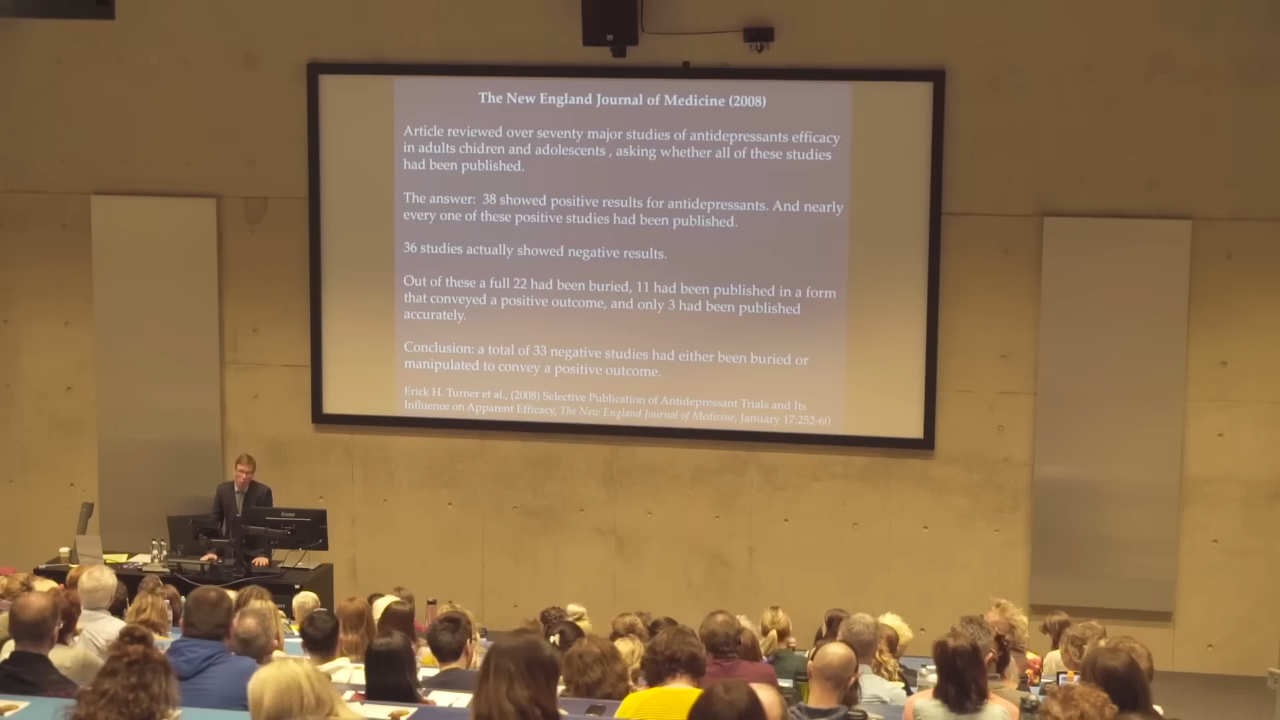 The New England Journal of Medicine (2008)
Article reviewed over seventy major studies of antidepressants efficacy
in adults chidren and adolescents , asking whether all of these studies
had been published.
The answer: 38 showed positive results for antidepressants. And nearly
every one of these positive studies had been published.
36 studies actually showed negative results.
Out of these a full 22 had been buried, 11 had been published in a form
that conveyed a positive outcome, and only 3 had been published
accurately.
Conclusion: a total of 33 negative studies had either been buried or
manipulated to convey a positive outcome.
Erick H. Turner et al., (2008) Selective Publication of Antidepressant Trials and Its
Influence on Apparent Efficacy, The New England Journal of Medicine, January 17:252-60